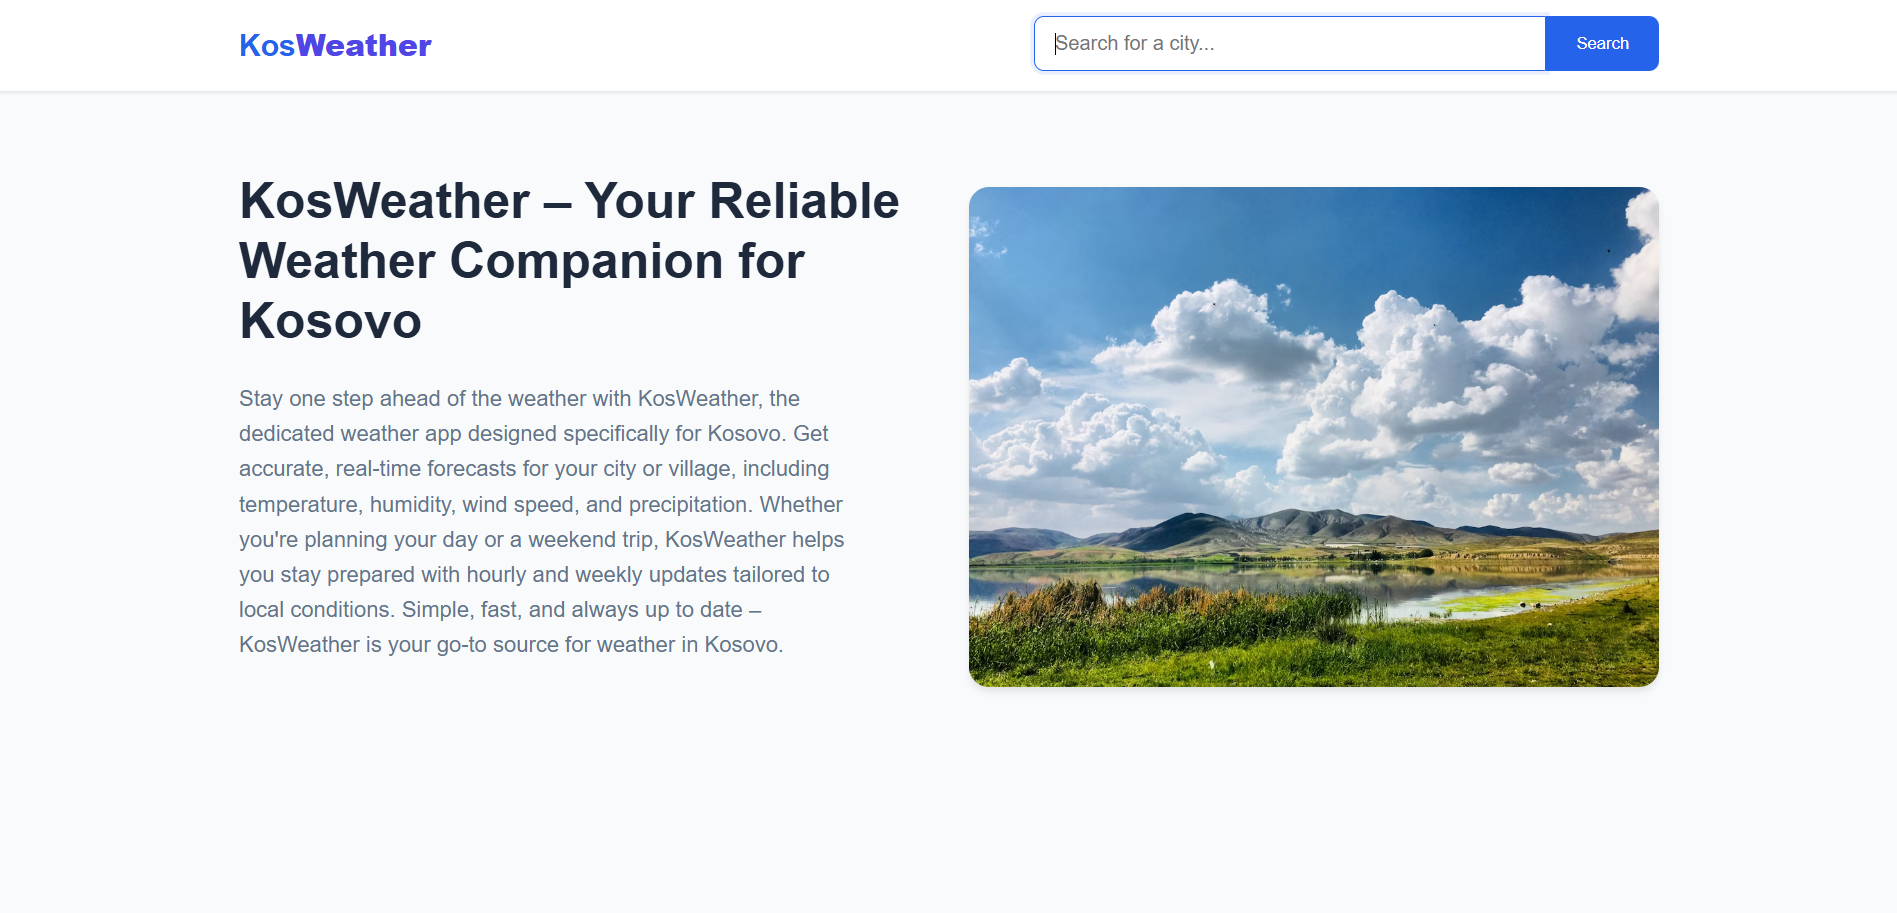 KosWeather
Search for a city...
Search
KosWeather – Your Reliable
Weather Companion for
Kosovo
Stay one step ahead of the weather with KosWeather, the
dedicated weather app designed specifically for Kosovo. Get
accurate, real-time forecasts for your city or village, including
temperature, humidity, wind speed, and precipitation. Whether
you're planning your day or a weekend trip, KosWeather helps
you stay prepared with hourly and weekly updates tailored to
local conditions. Simple, fast, and always up to date –
KosWeather is your go-to source for weather in Kosovo.